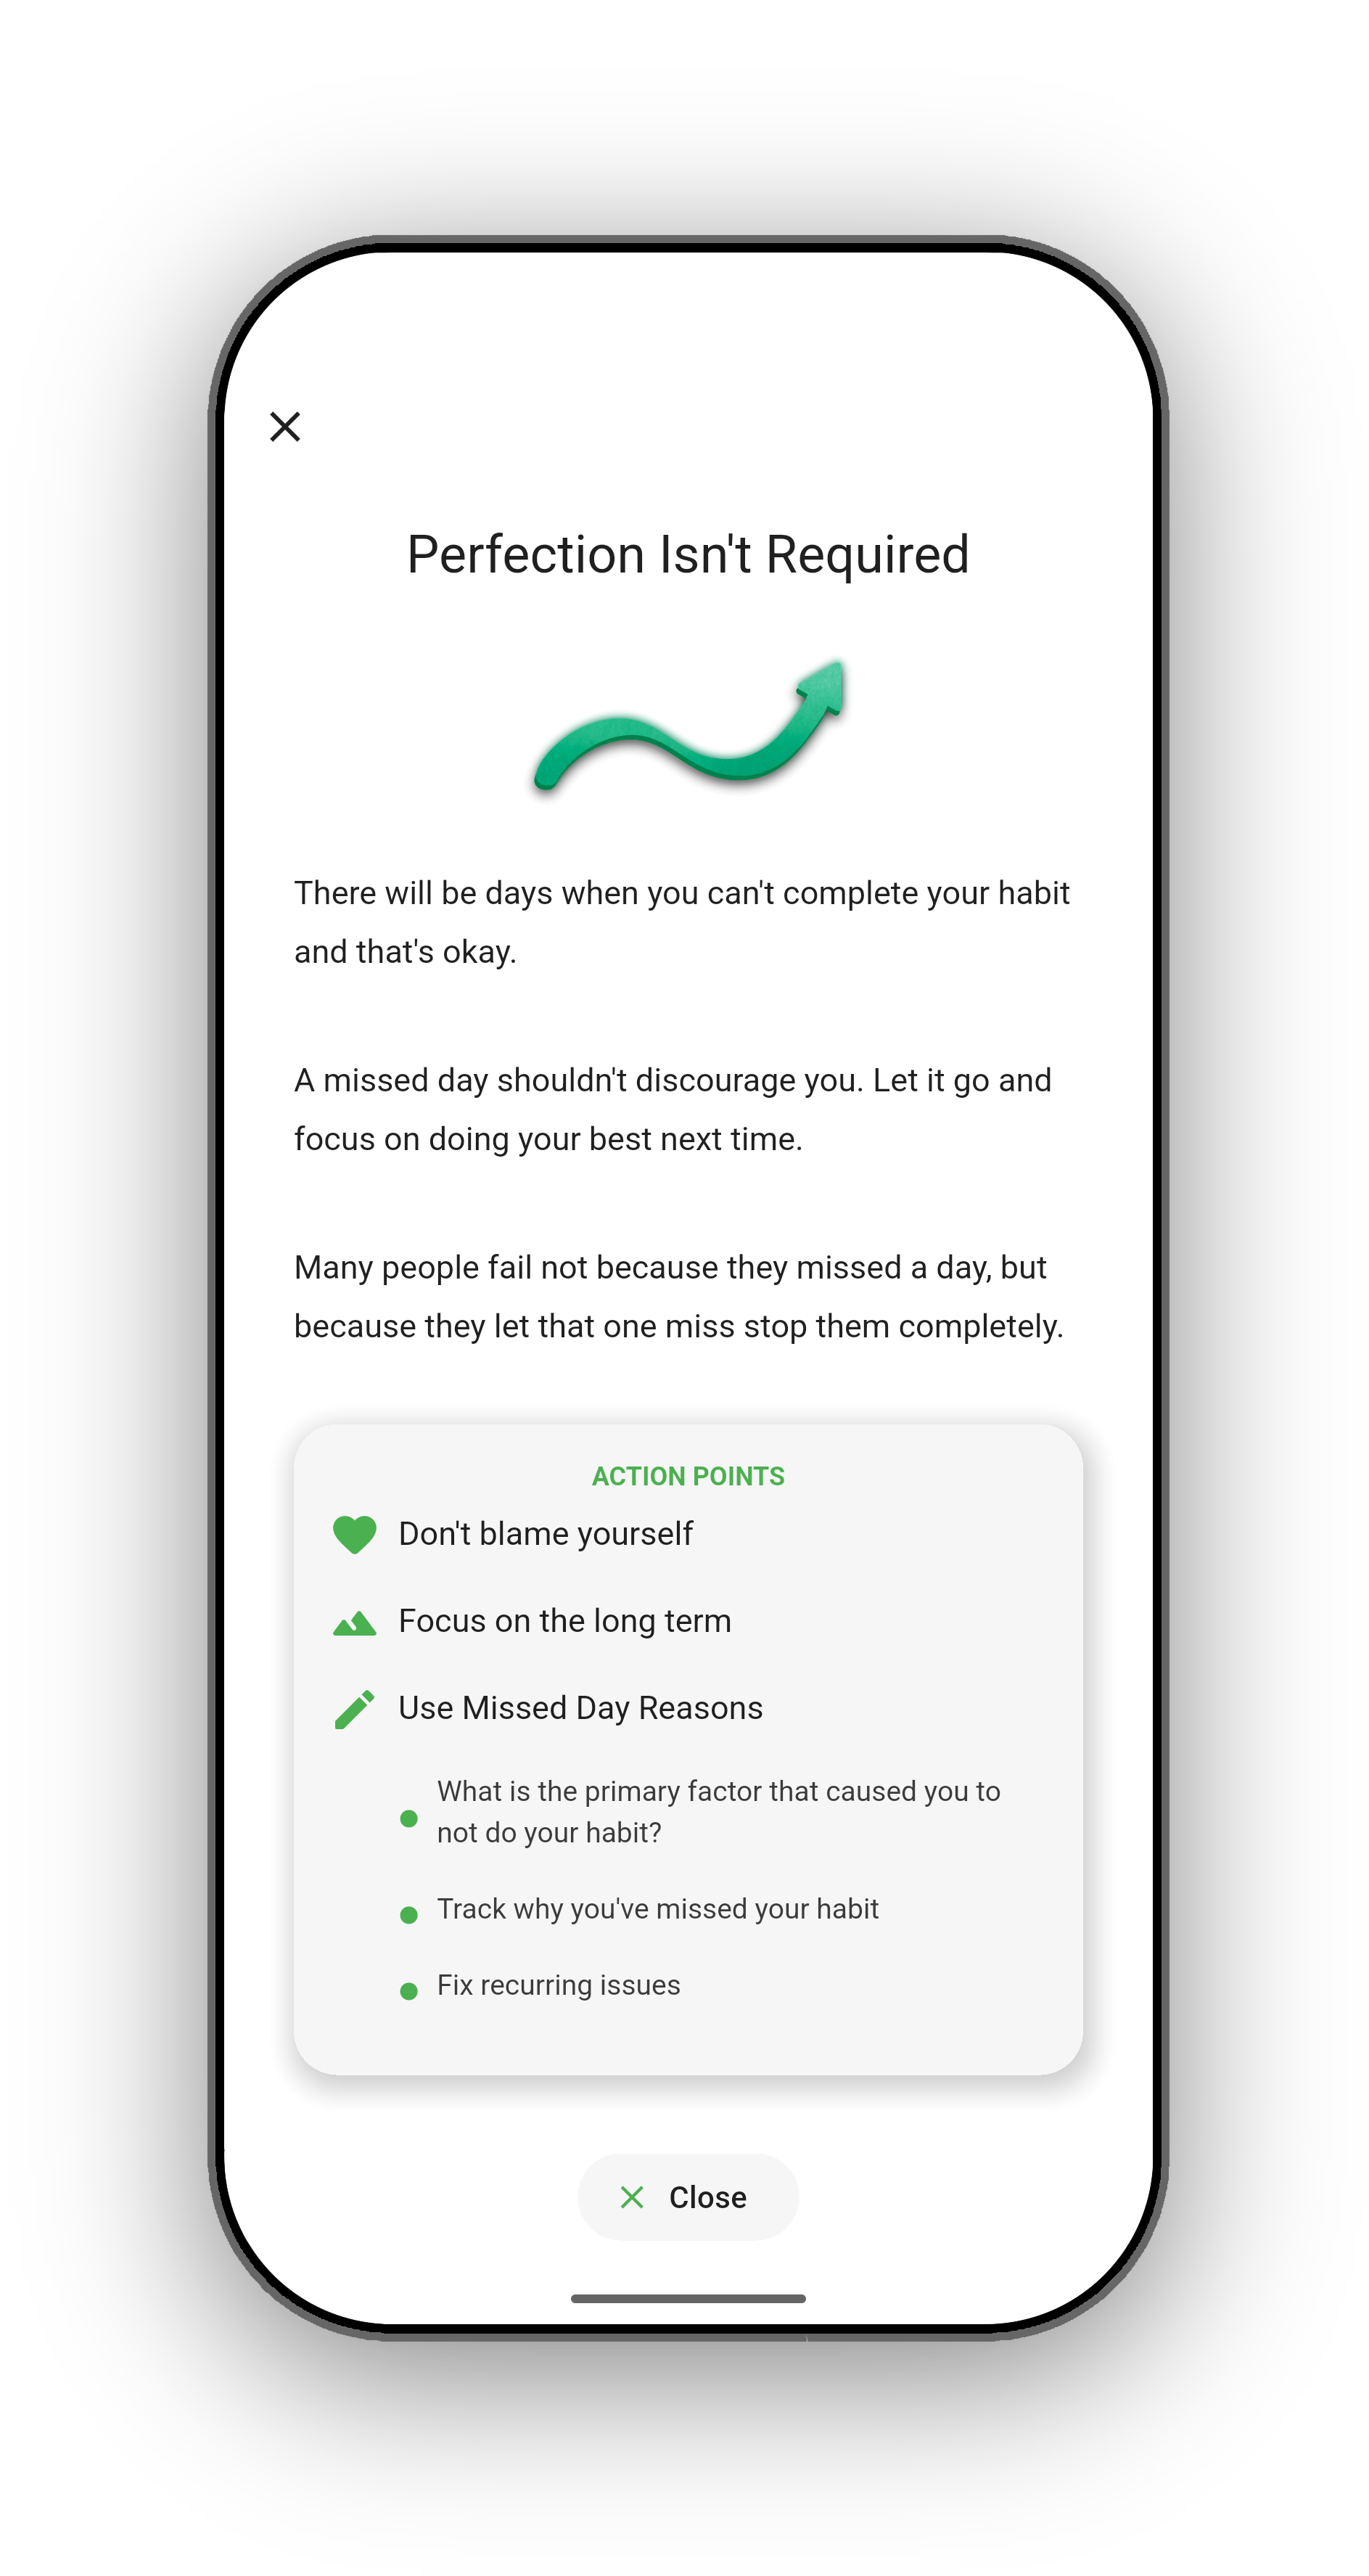 Perfection Isn't Required
There will be days when you can't complete your habit
and that's okay.
A missed day shouldn't discourage you. Let it go and
focus on doing your best next time.
Many people fail not because they missed a day, but
because they let that one miss stop them completely.
ACTION POINTS
Don't blame yourself
Focus on the long term
Use Missed Day Reasons
What is the primary factor that caused you to
not do your habit?
Track why you've missed your habit
Fix recurring issues
Close